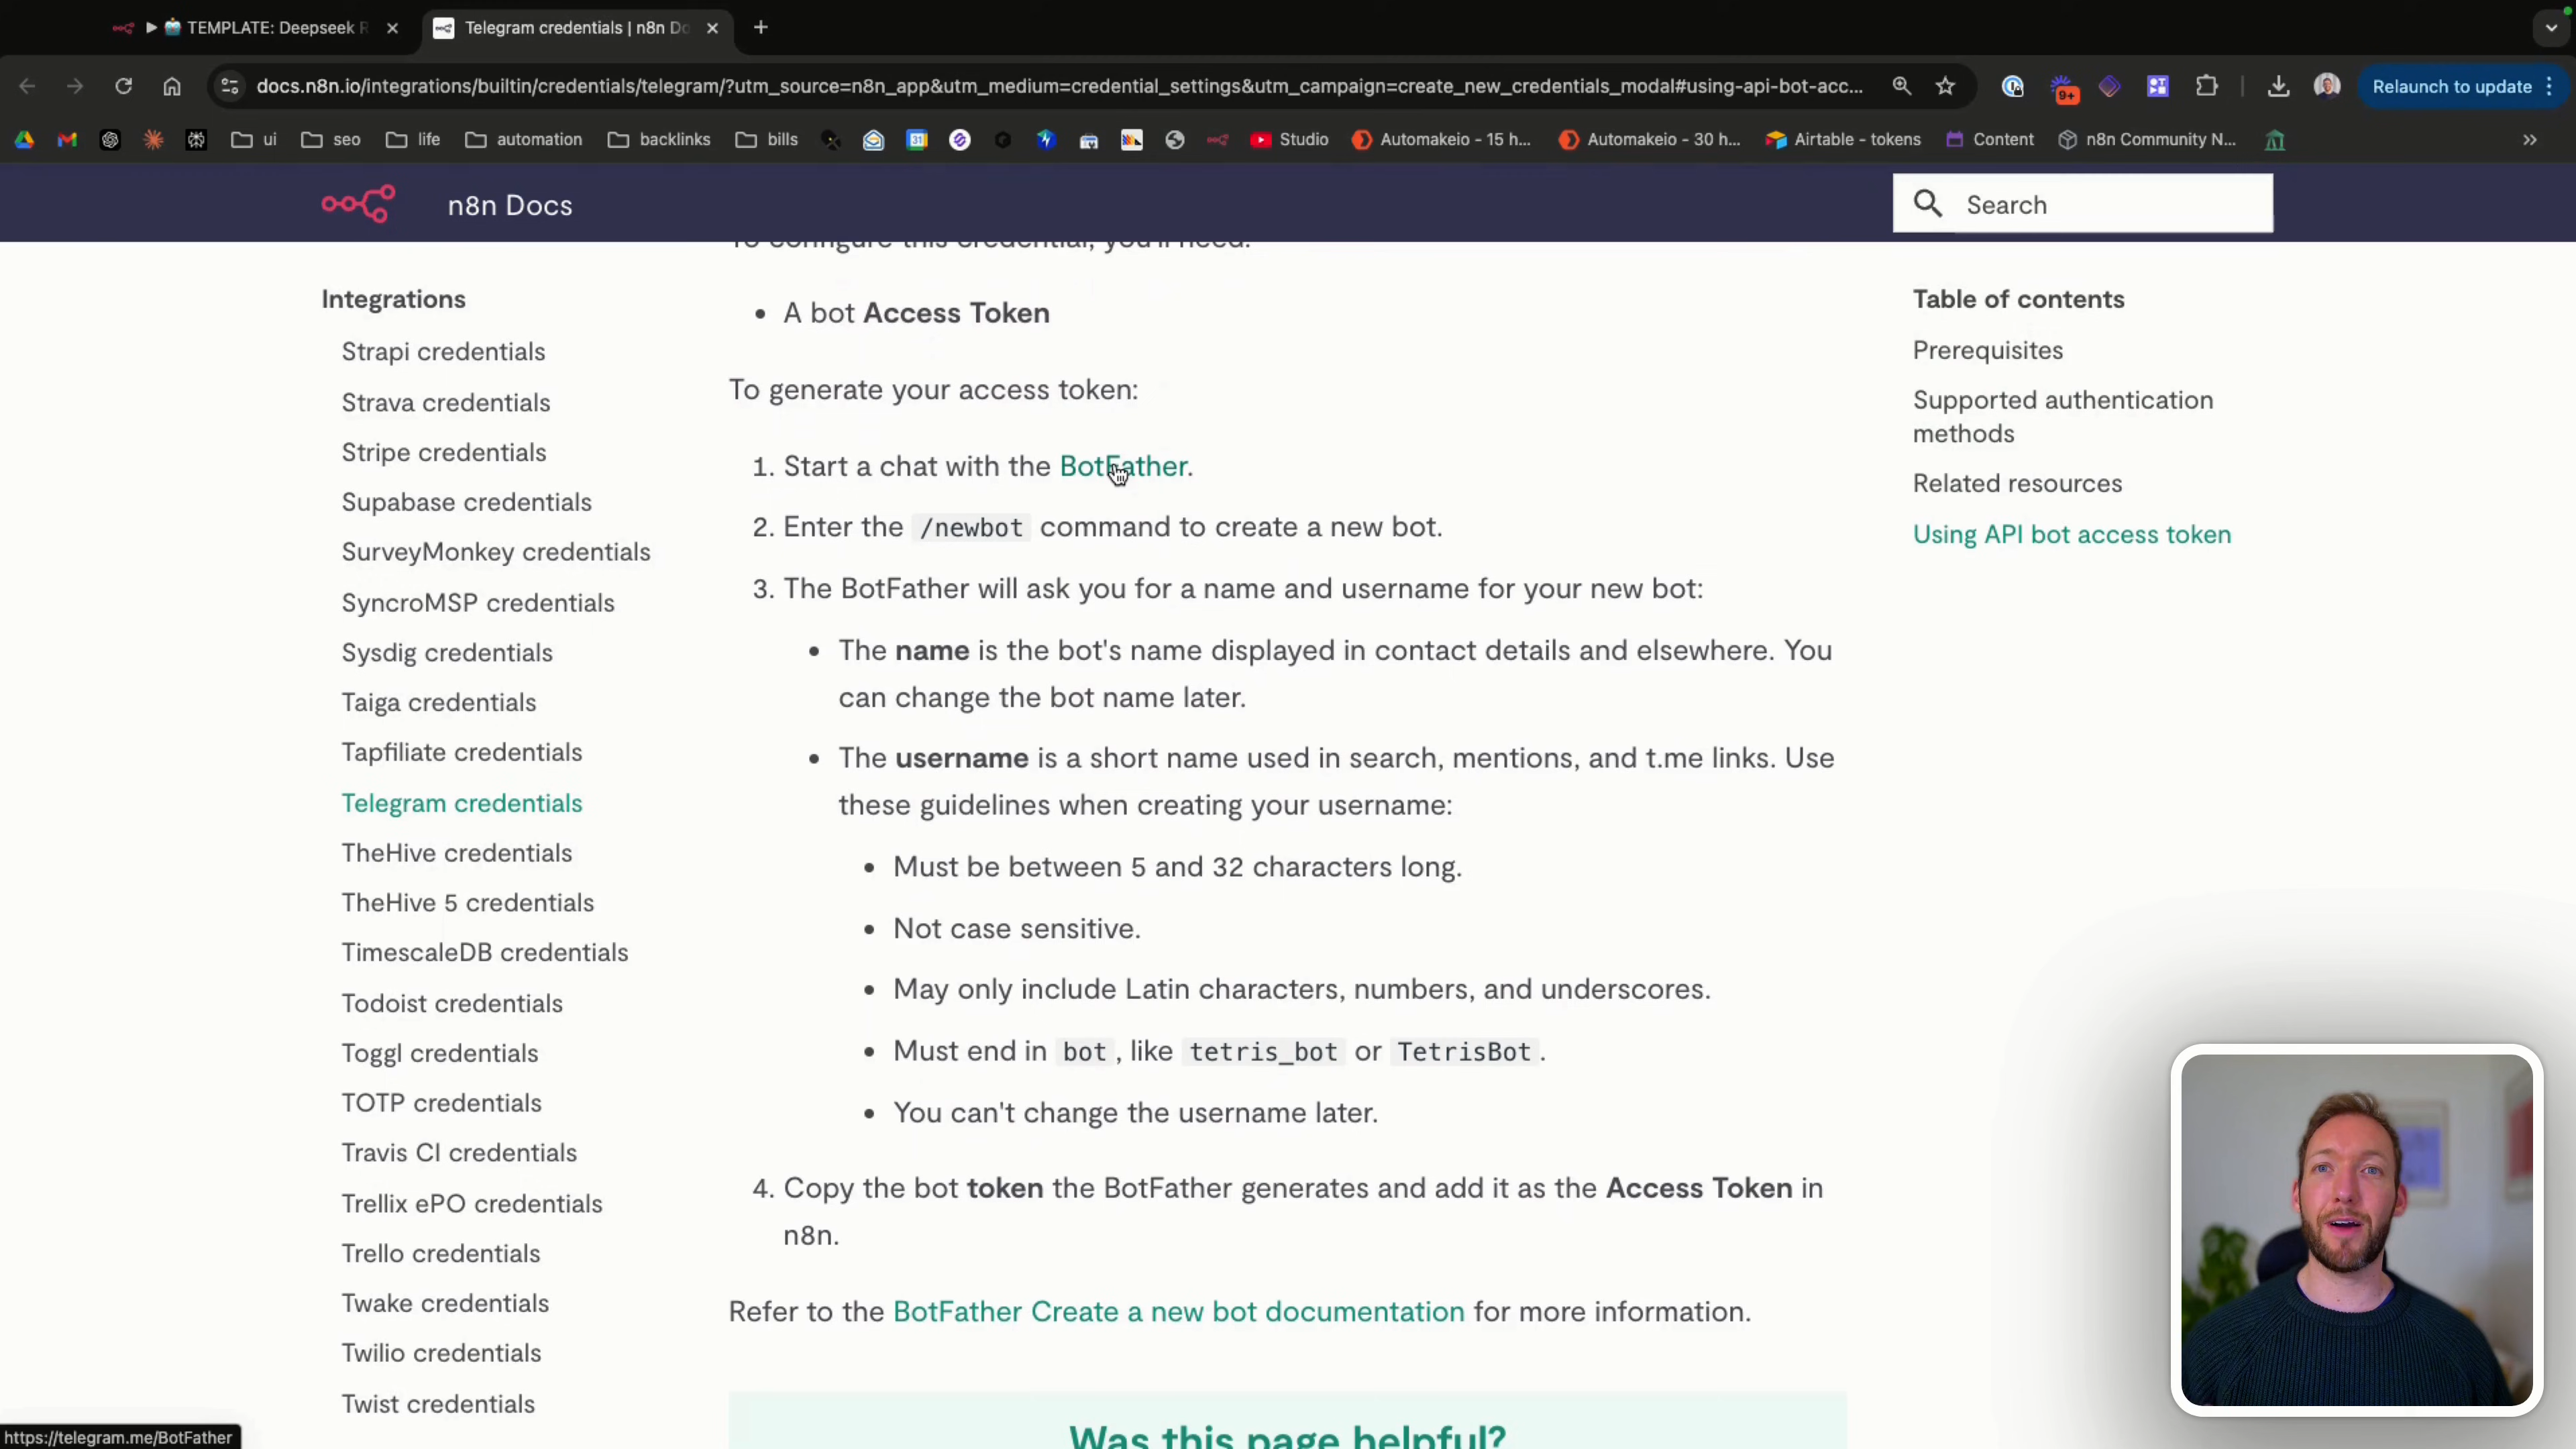 TEMPLATE: Deepseek R
Telegram credentials | n8n Do
docs.n8n.io/integrations/builtin/credentials/telegram/?utm_source=n8n_app&utm_medium=credential_settings&utm_campaign=create_new_credentials_modal#using-api-bot-acc...
9+
Relaunch to update
ui
seo
life
automation
backlinks
bills
31
Studio
Automakeio - 15 h...
Automakeio - 30 h...
Airtable - tokens
Content
n8n Community N...
n8n Docs
Search
To configure this credential, you'll need:
Integrations
Strapi credentials
Strava credentials
Stripe credentials
Supabase credentials
SurveyMonkey credentials
SyncroMSP credentials
Sysdig credentials
Taiga credentials
Tapfiliate credentials
Telegram credentials
TheHive credentials
TheHive 5 credentials
TimescaleDB credentials
Todoist credentials
Toggl credentials
TOTP credentials
Travis CI credentials
Trellix ePO credentials
Trello credentials
Twake credentials
Twilio credentials
Twist credentials
• A bot Access Token
To generate your access token:
1. Start a chat with the BotFather.
2. Enter the /newbot command to create a new bot.
3. The BotFather will ask you for a name and username for your new bot:
• The name is the bot's name displayed in contact details and elsewhere. You
can change the bot name later.
• The username is a short name used in search, mentions, and t.me links. Use
these guidelines when creating your username:
• Must be between 5 and 32 characters long.
• Not case sensitive.
• May only include Latin characters, numbers, and underscores.
• Must end in bot, like tetris_bot or TetrisBot.
• You can't change the username later.
4. Copy the bot token the BotFather generates and add it as the Access Token in
n8n.
Refer to the BotFather Create a new bot documentation for more information.
Was this page helpful?
Table of contents
Prerequisites
Supported authentication
methods
Related resources
Using API bot access token
https://telegram.me/BotFather